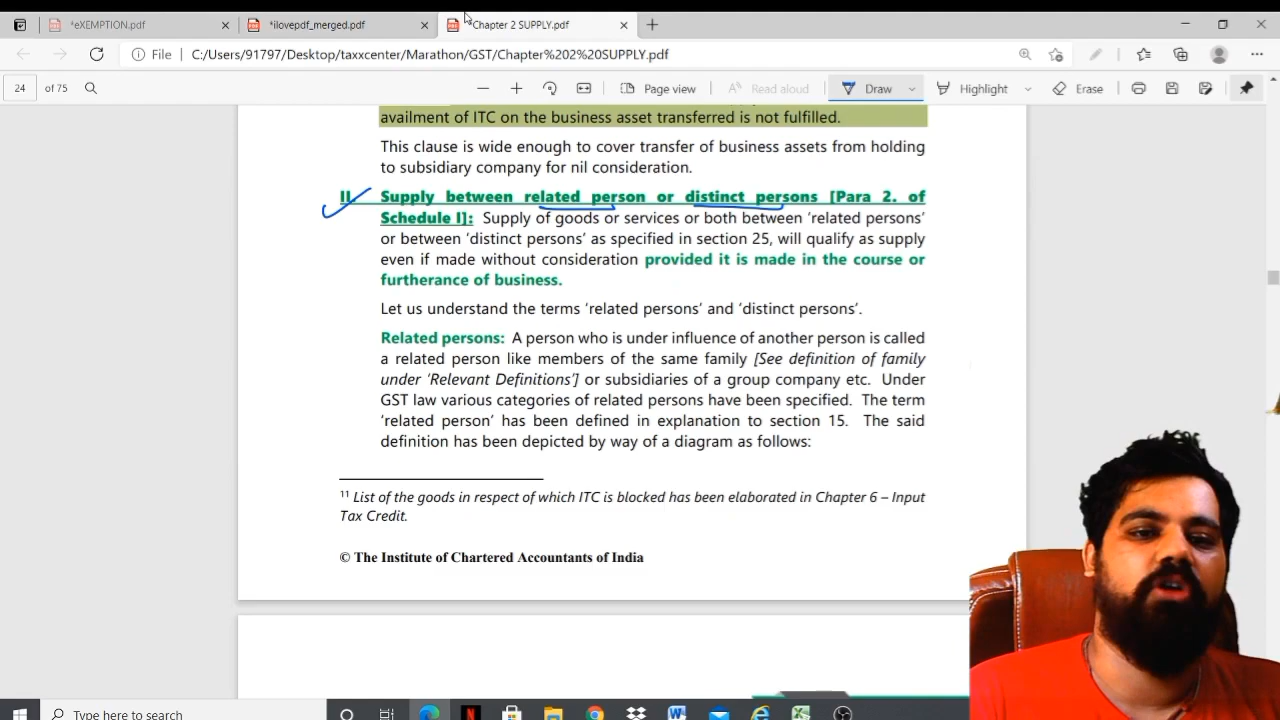 *eXEMPTION.pdf
*ilovepdf_merged.pdf
*Chapter 2 SUPPLY.pdf
File
C:/Users/91797/Desktop/taxxcenter/Marathon/GST/Chapter%202%20SUPPLY.pdf
24 of 75
Page view
Read aloud
Draw
Highlight
Erase
availment of ITC on the business asset transferred is not fulfilled.
This clause is wide enough to cover transfer of business assets from holding
to subsidiary company for nil consideration.
II. Supply between related person or distinct persons [Para 2. of
Schedule I]: Supply of goods or services or both between ‘related persons’
or between ‘distinct persons’ as specified in section 25, will qualify as supply
even if made without consideration provided it is made in the course or
furtherance of business.
Let us understand the terms ‘related persons’ and ‘distinct persons’.
Related persons: A person who is under influence of another person is called
a related person like members of the same family [See definition of family
under ‘Relevant Definitions’] or subsidiaries of a group company etc. Under
GST law various categories of related persons have been specified. The term
‘related person’ has been defined in explanation to section 15. The said
definition has been depicted by way of a diagram as follows:
11 List of the goods in respect of which ITC is blocked has been elaborated in Chapter 6 – Input
Tax Credit.
© The Institute of Chartered Accountants of India
Type here to search